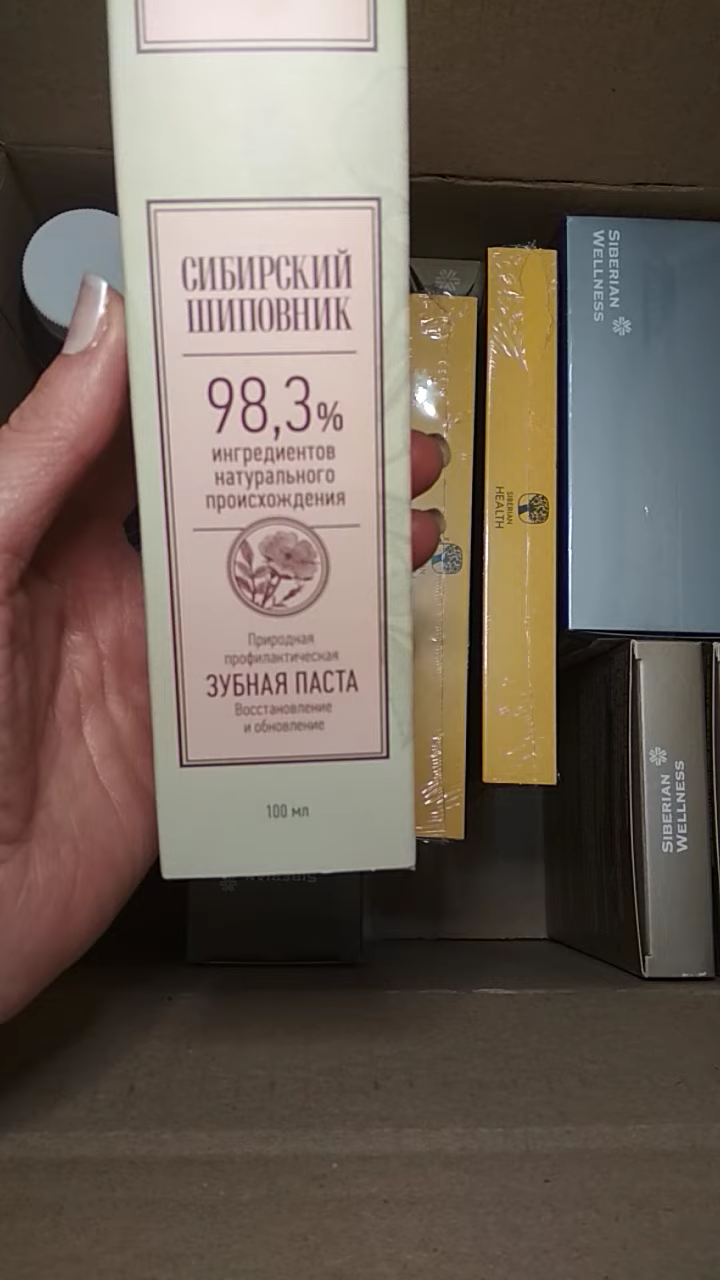 СИБИРСКИЙ
ШИПОВНИК
98,3%
ингредиентов
натурального
происхождения
Природная
профилактическая
ЗУБНАЯ ПАСТА
Восстановление
и обновление
100 мл
SIBERIAN
WELLNESS
SIBERIAN
HEALTH
SIBERIAN
WELLNESS
SIBERIAN